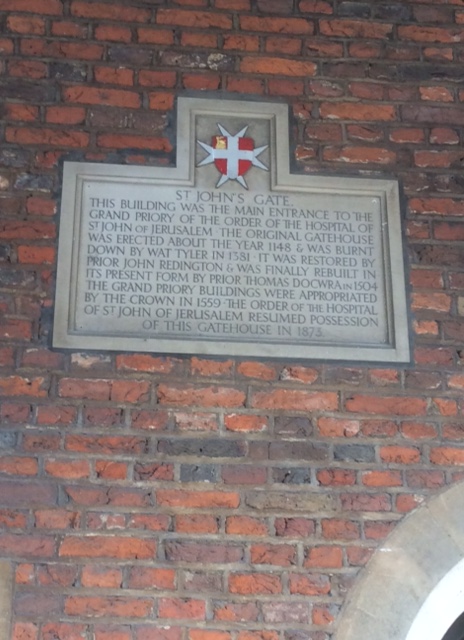 ST JOHN'S GATE.
THIS BUILDING WAS THE MAIN ENTRANCE TO THE
GRAND PRIORY OF THE ORDER OF THE HOSPITAL OF
ST JOHN OF JERUSALEM · THE ORIGINAL GATEHOUSE
WAS ERECTED ABOUT THE YEAR 1148 & WAS BURNT
DOWN BY WAT TYLER IN 1381 · IT WAS RESTORED BY
PRIOR JOHN REDINGTON & WAS FINALLY REBUILT IN
ITS PRESENT FORM BY PRIOR THOMAS DOCWRA IN 1504
THE GRAND PRIORY BUILDINGS WERE APPROPRIATED
BY THE CROWN IN 1559 · THE ORDER OF THE HOSPITAL
OF ST JOHN OF JERUSALEM RESUMED POSSESSION
OF THIS GATEHOUSE IN 1873.